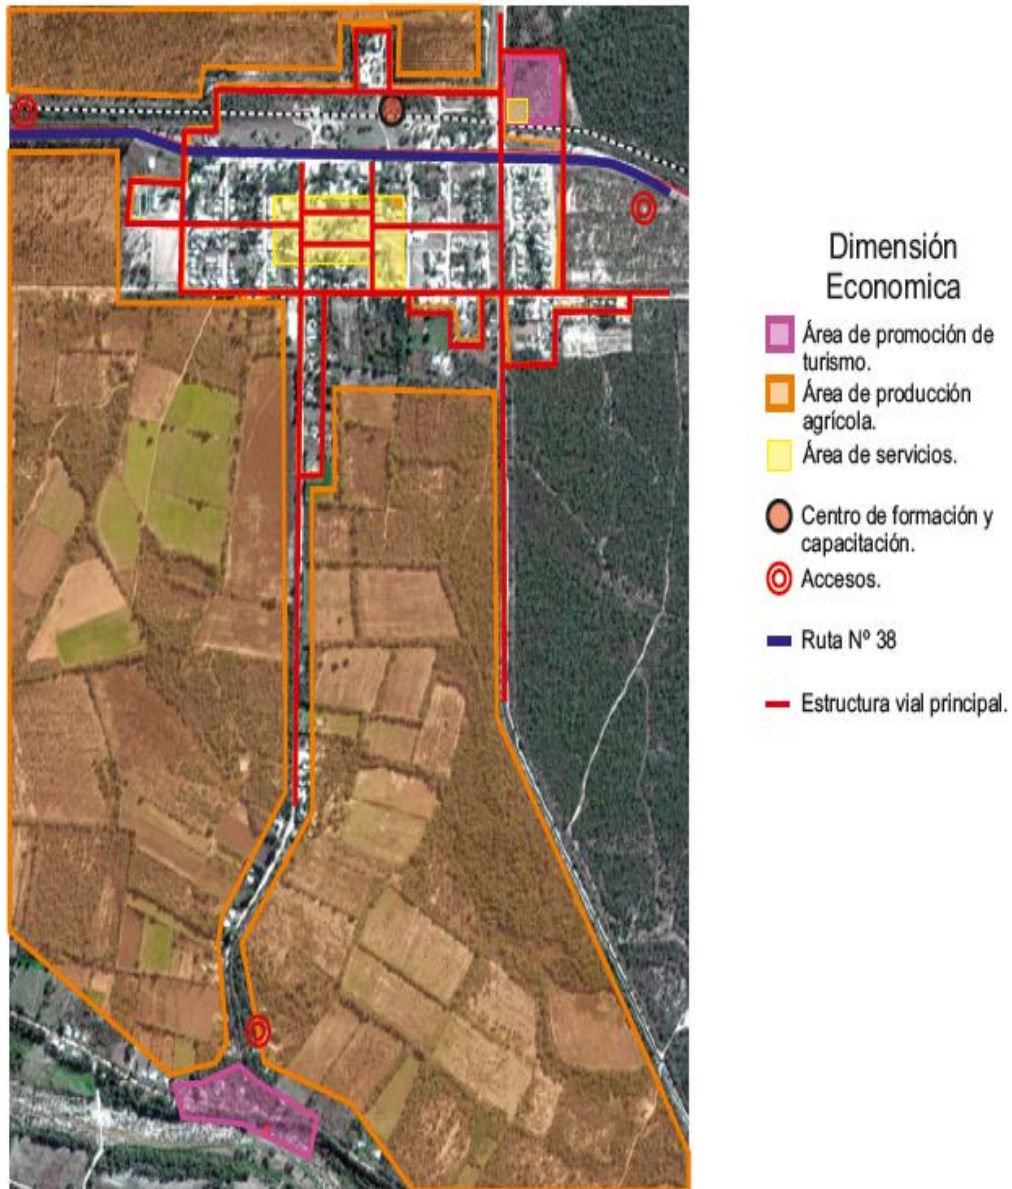 Dimensión
Economica
Área de promoción de
turismo.
Área de producción
agrícola.
Área de servicios.
Centro de formación y
capacitación.
Accesos.
Ruta Nº 38
Estructura vial principal.